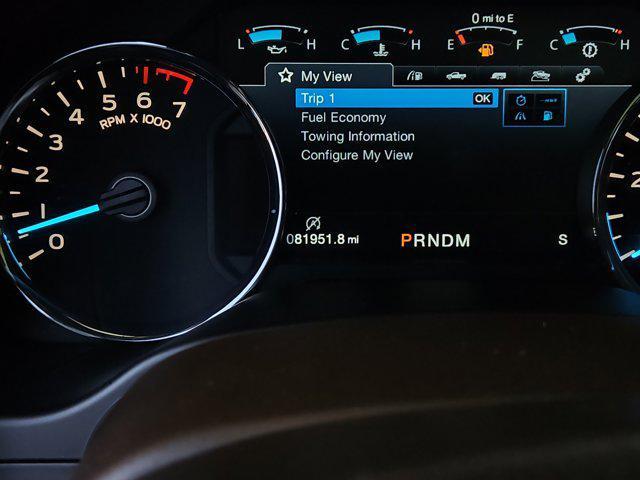 0 mi to E
L H C H E F C H
My View
Trip 1 OK
Fuel Economy
Towing Information
Configure My View
0 1 2 3 4 5 6 7
RPM X 1000
081951.8 mi PRNDM S
2